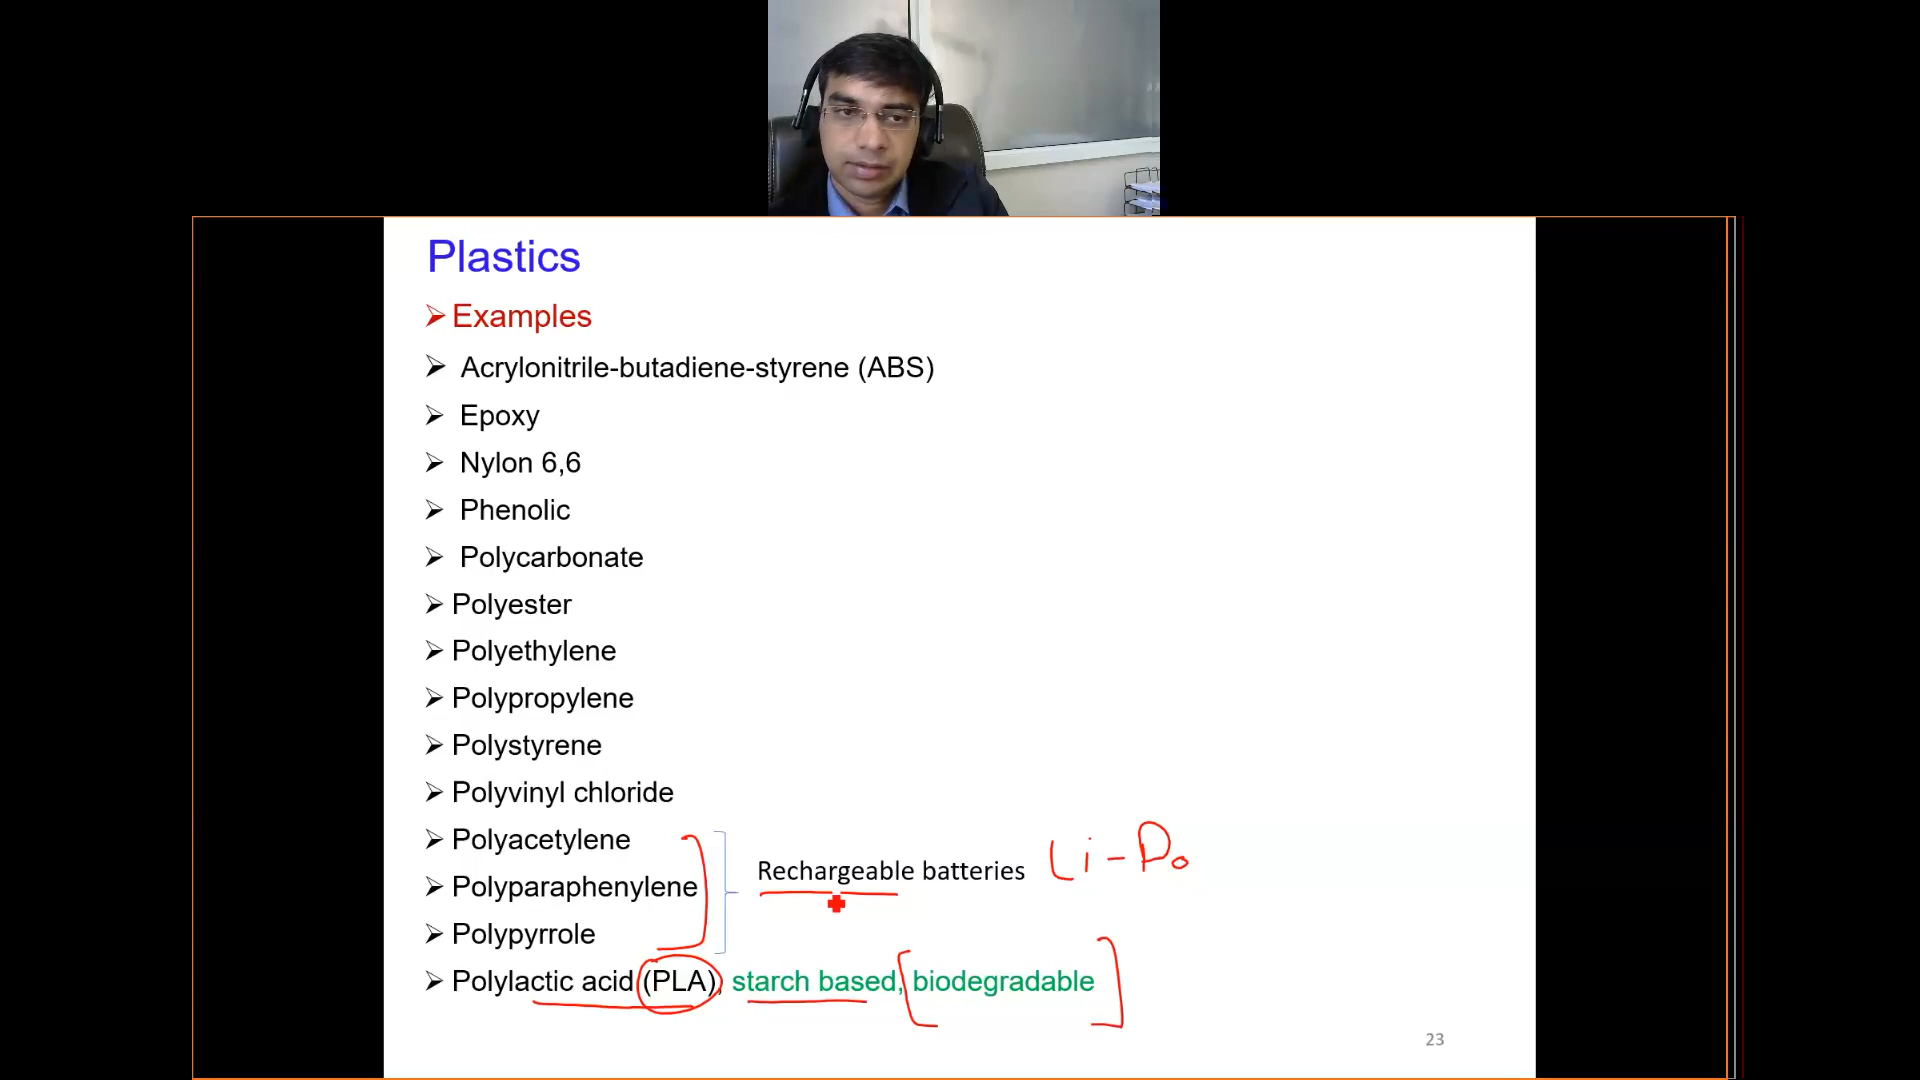 Plastics
➢ Examples
➢ Acrylonitrile-butadiene-styrene (ABS)
➢ Epoxy
➢ Nylon 6,6
➢ Phenolic
➢ Polycarbonate
➢ Polyester
➢ Polyethylene
➢ Polypropylene
➢ Polystyrene
➢ Polyvinyl chloride
➢ Polyacetylene
➢ Polyparaphenylene
➢ Polypyrrole
Rechargeable batteries Li-Po
➢ Polylactic acid (PLA), starch based, biodegradable
23